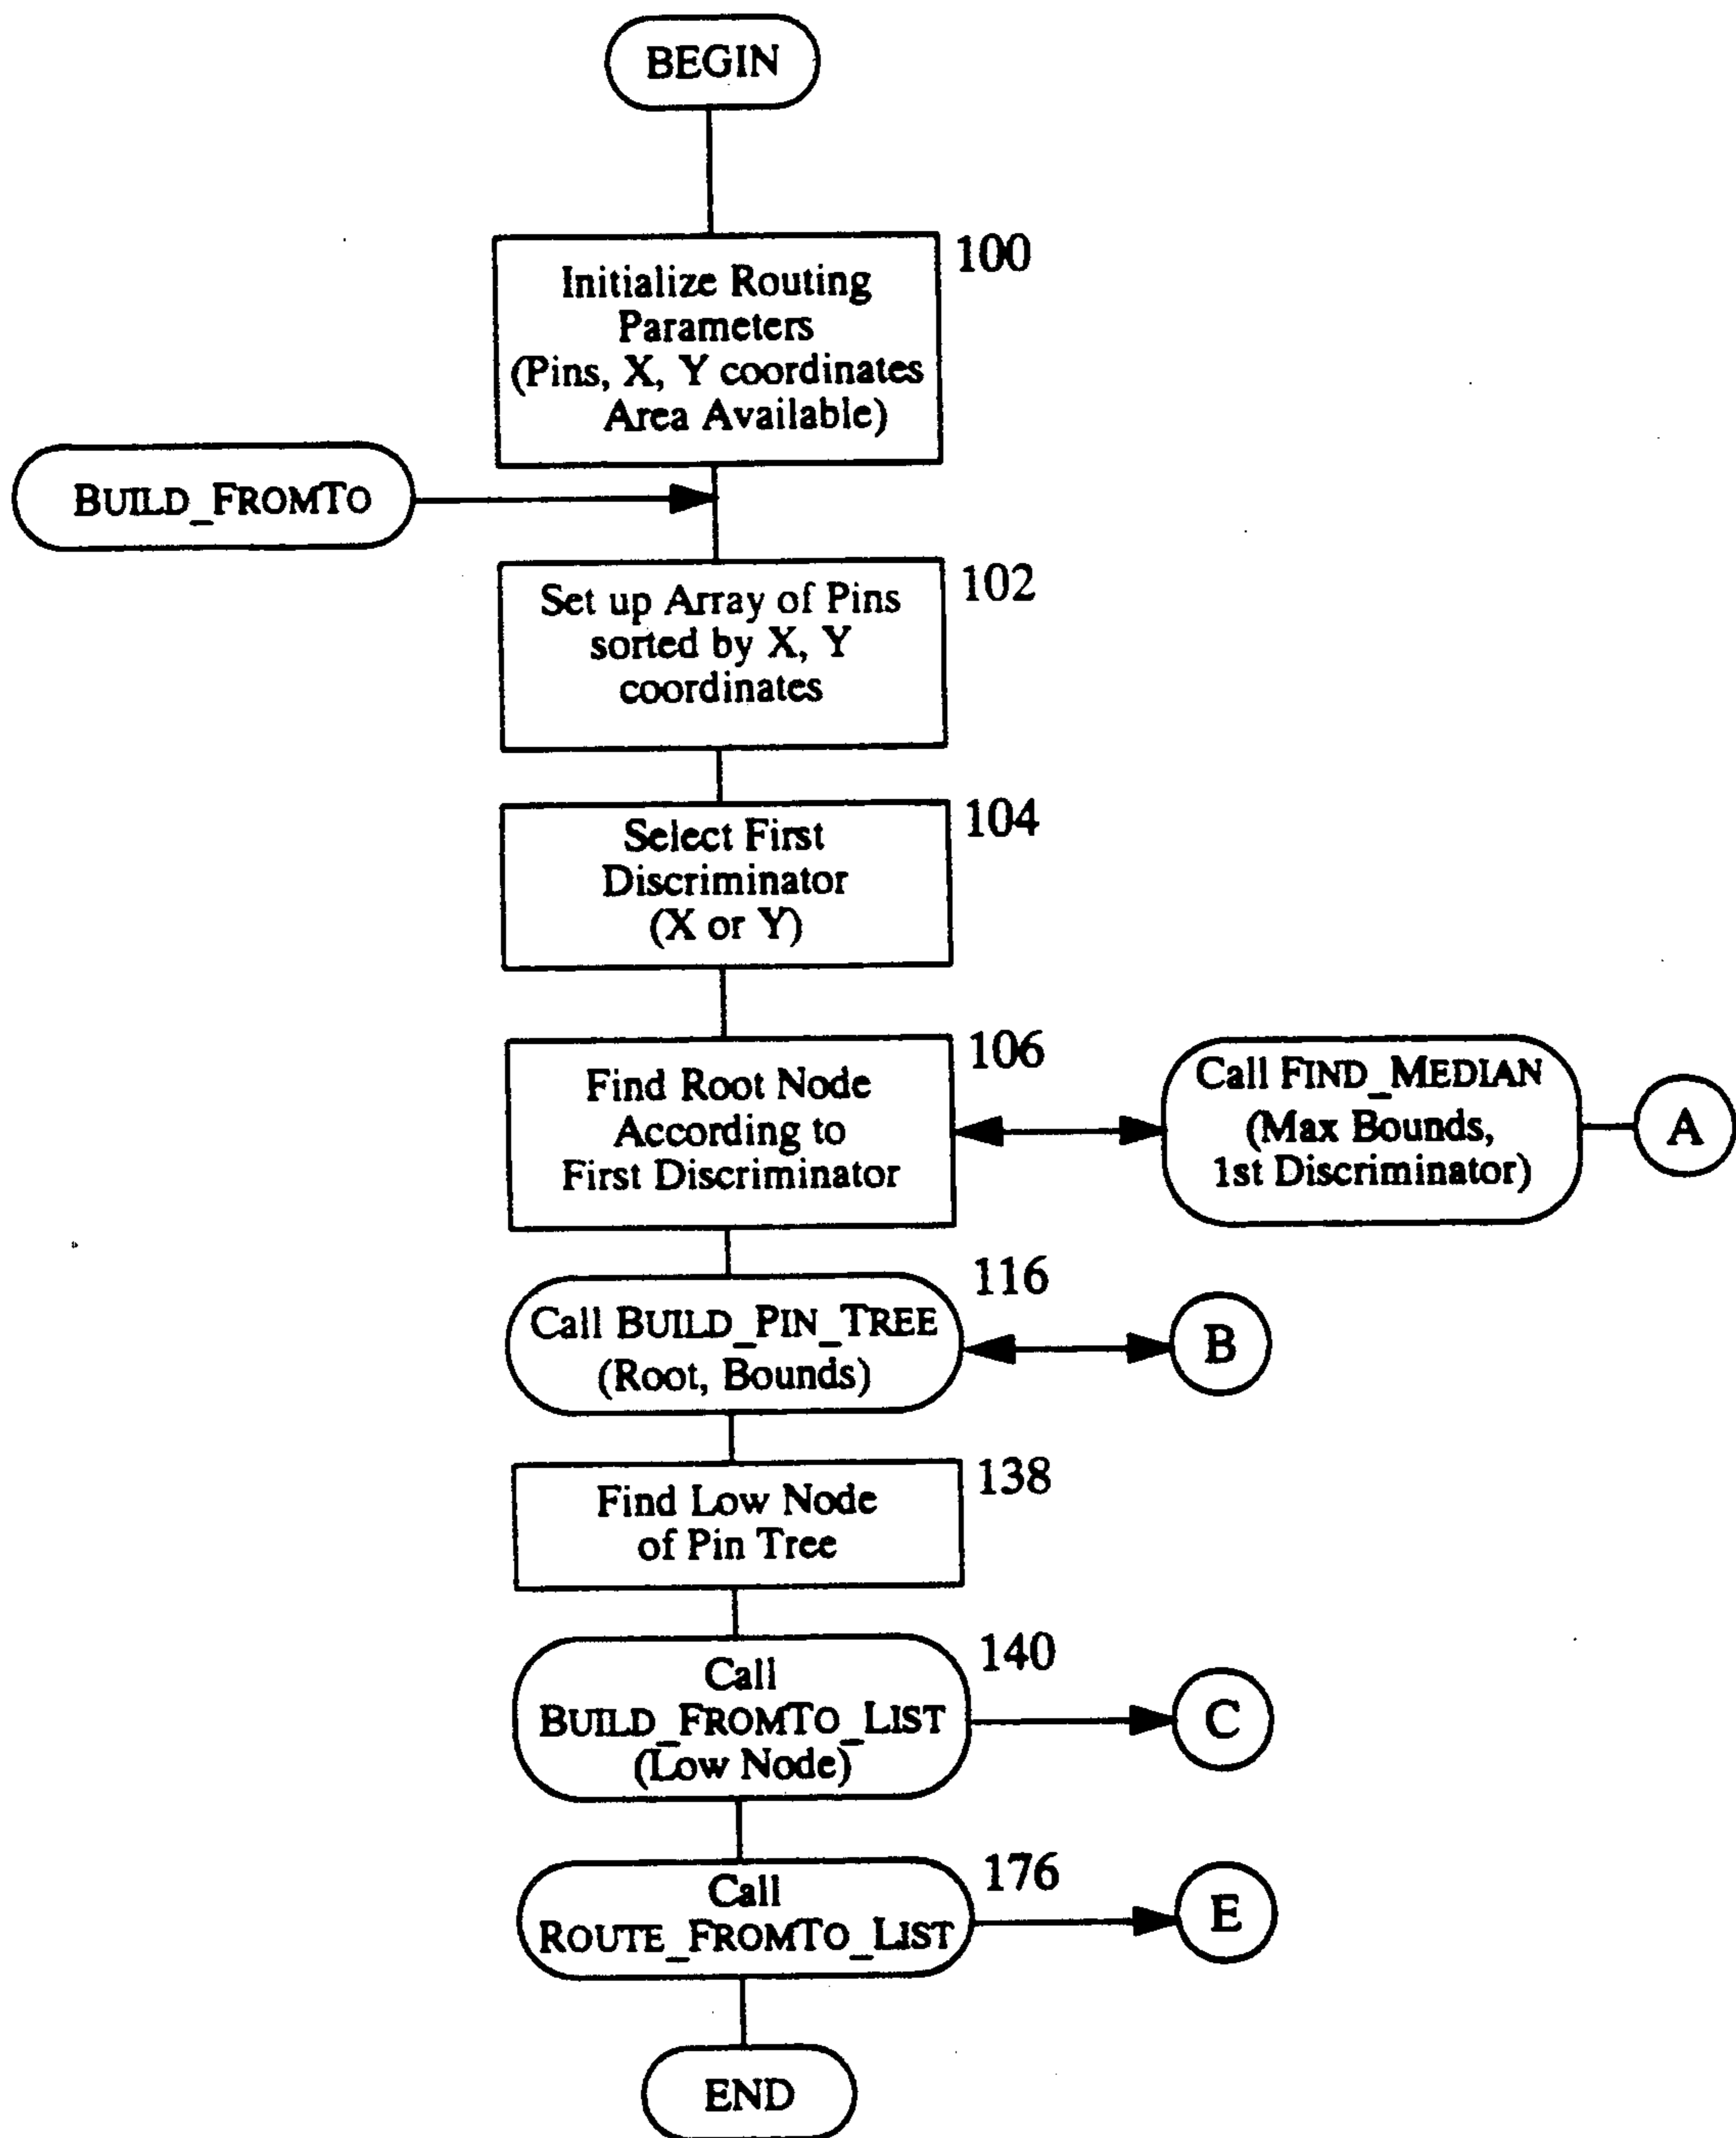 BEGIN
100
Initialize Routing
Parameters
(Pins, X, Y coordinates
Area Available)
BUILD_FROMTO
102
Set up Array of Pins
sorted by X, Y
coordinates
104
Select First
Discriminator
(X or Y)
106
Find Root Node
According to
First Discriminator
Call FIND_MEDIAN
(Max Bounds,
1st Discriminator)
A
116
Call BUILD_PIN_TREE
(Root, Bounds)
B
138
Find Low Node
of Pin Tree
140
Call
BUILD_FROMTO_LIST
(Low Node)
C
176
Call
ROUTE_FROMTO_LIST
E
END